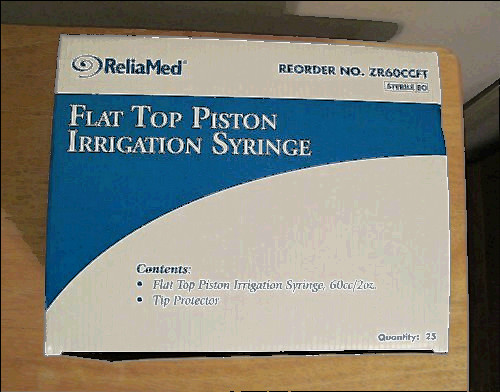 ReliaMed®
REORDER NO. ZR60CCFT
STERILE EO
FLAT TOP PISTON
IRRIGATION SYRINGE
Contents:
• Flat Top Piston Irrigation Syringe, 60cc/2oz.
• Tip Protector
Quantity: 25